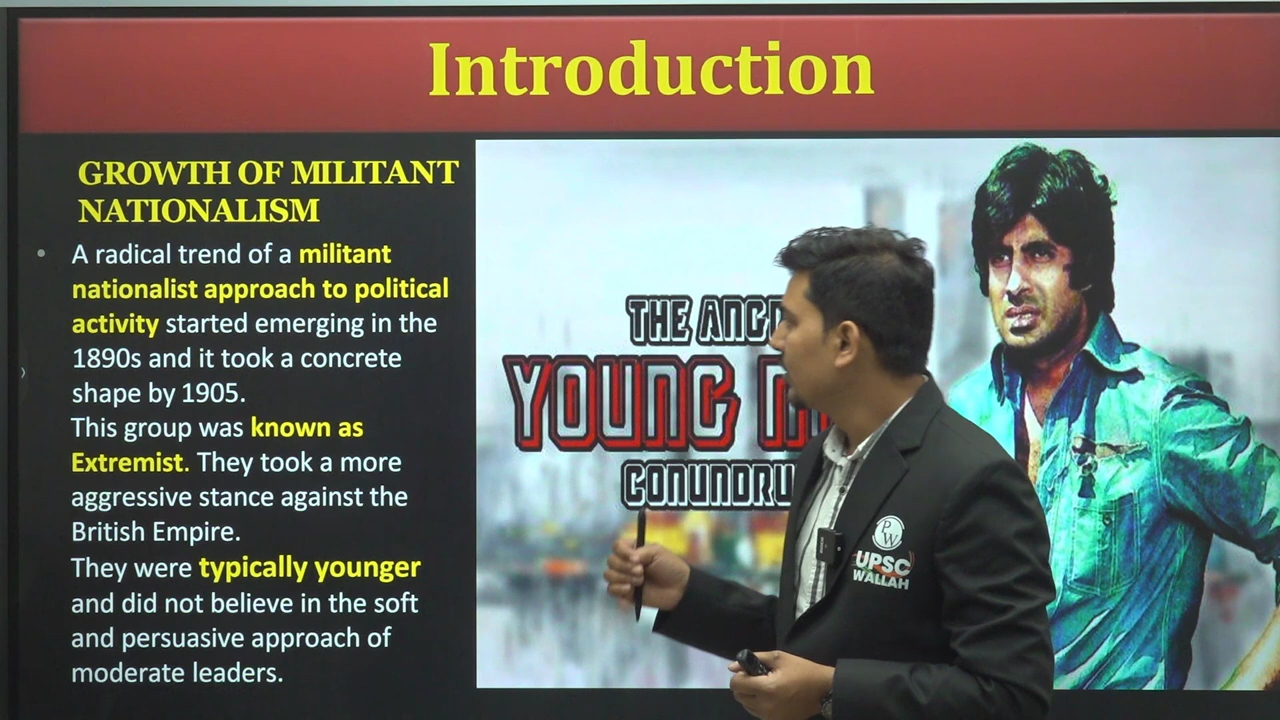 Introduction
GROWTH OF MILITANT
NATIONALISM
• A radical trend of a militant
nationalist approach to political
activity started emerging in the
1890s and it took a concrete
shape by 1905.
This group was known as
Extremist. They took a more
aggressive stance against the
British Empire.
They were typically younger
and did not believe in the soft
and persuasive approach of
moderate leaders.
THE
YOUNG
PW
UPSC
WALLAH